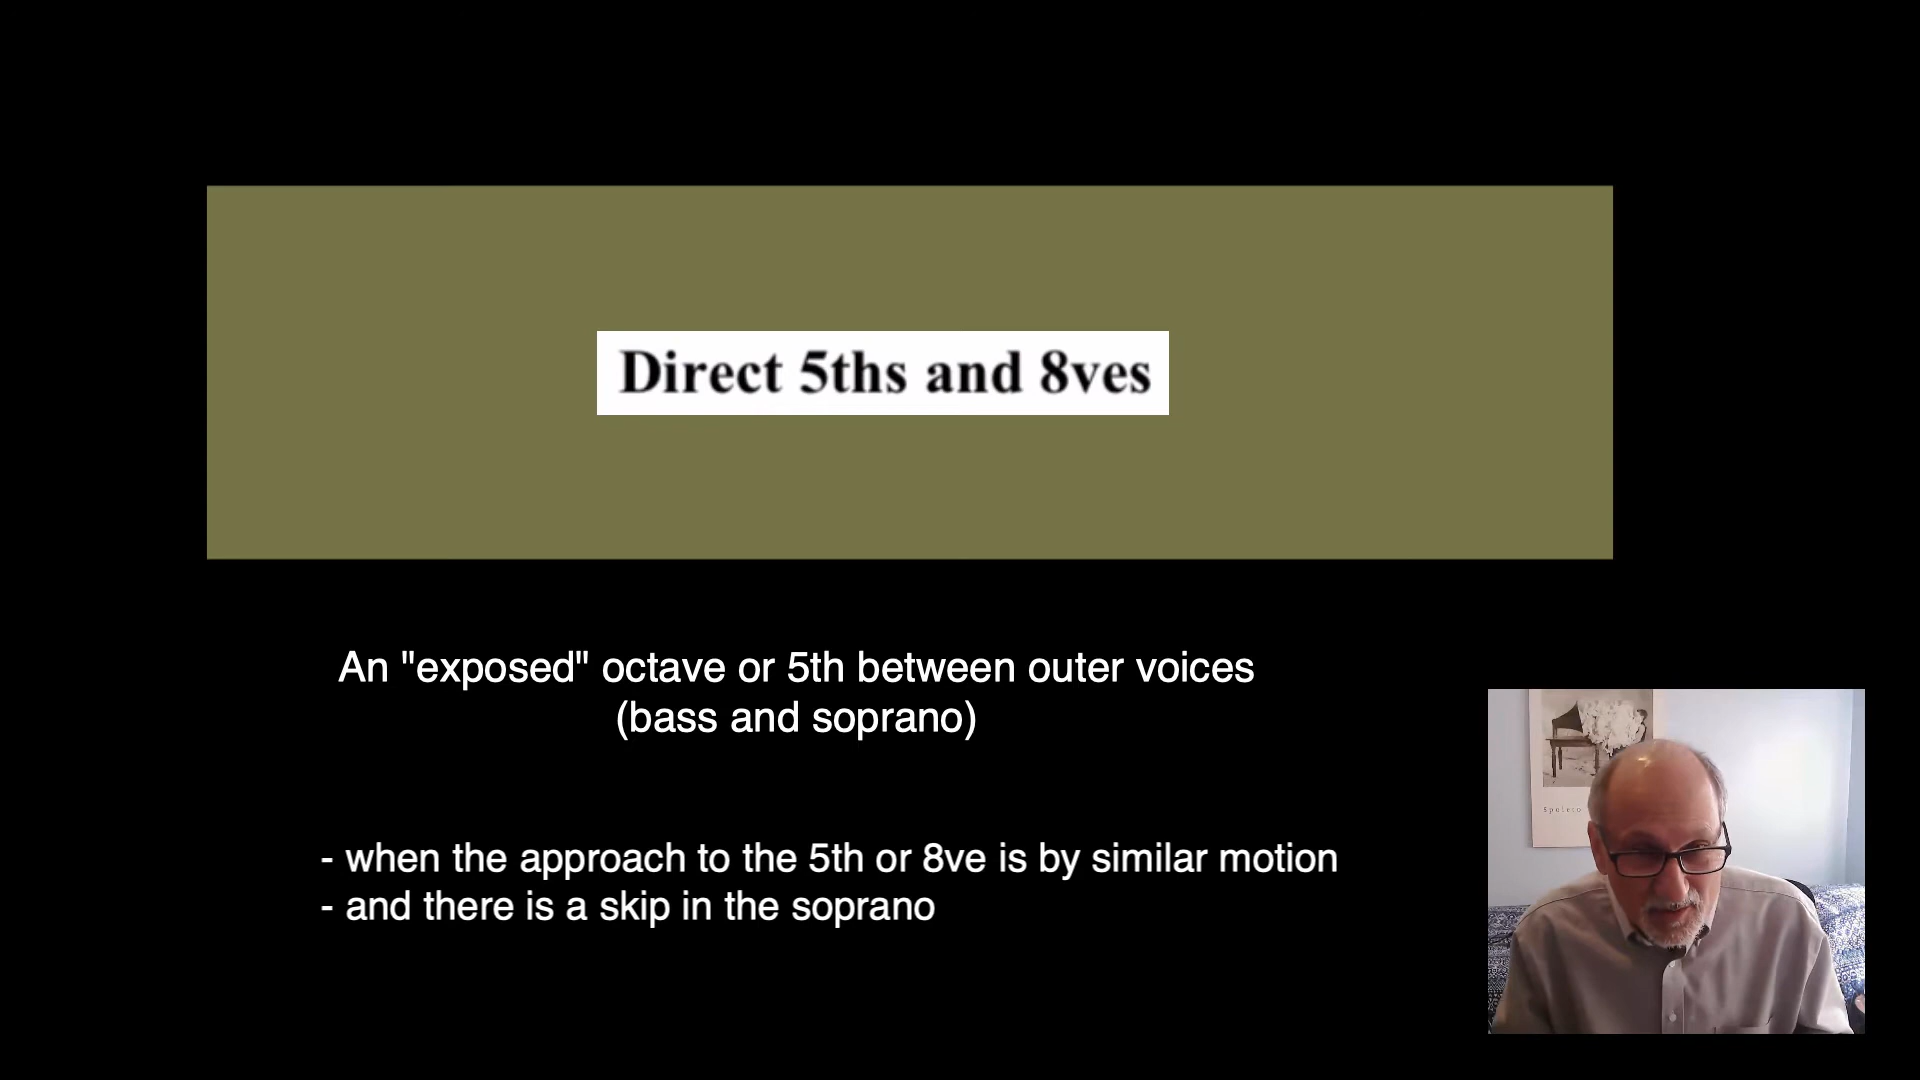 Direct 5ths and 8ves
An "exposed" octave or 5th between outer voices
(bass and soprano)
- when the approach to the 5th or 8ve is by similar motion
- and there is a skip in the soprano
Spoleto